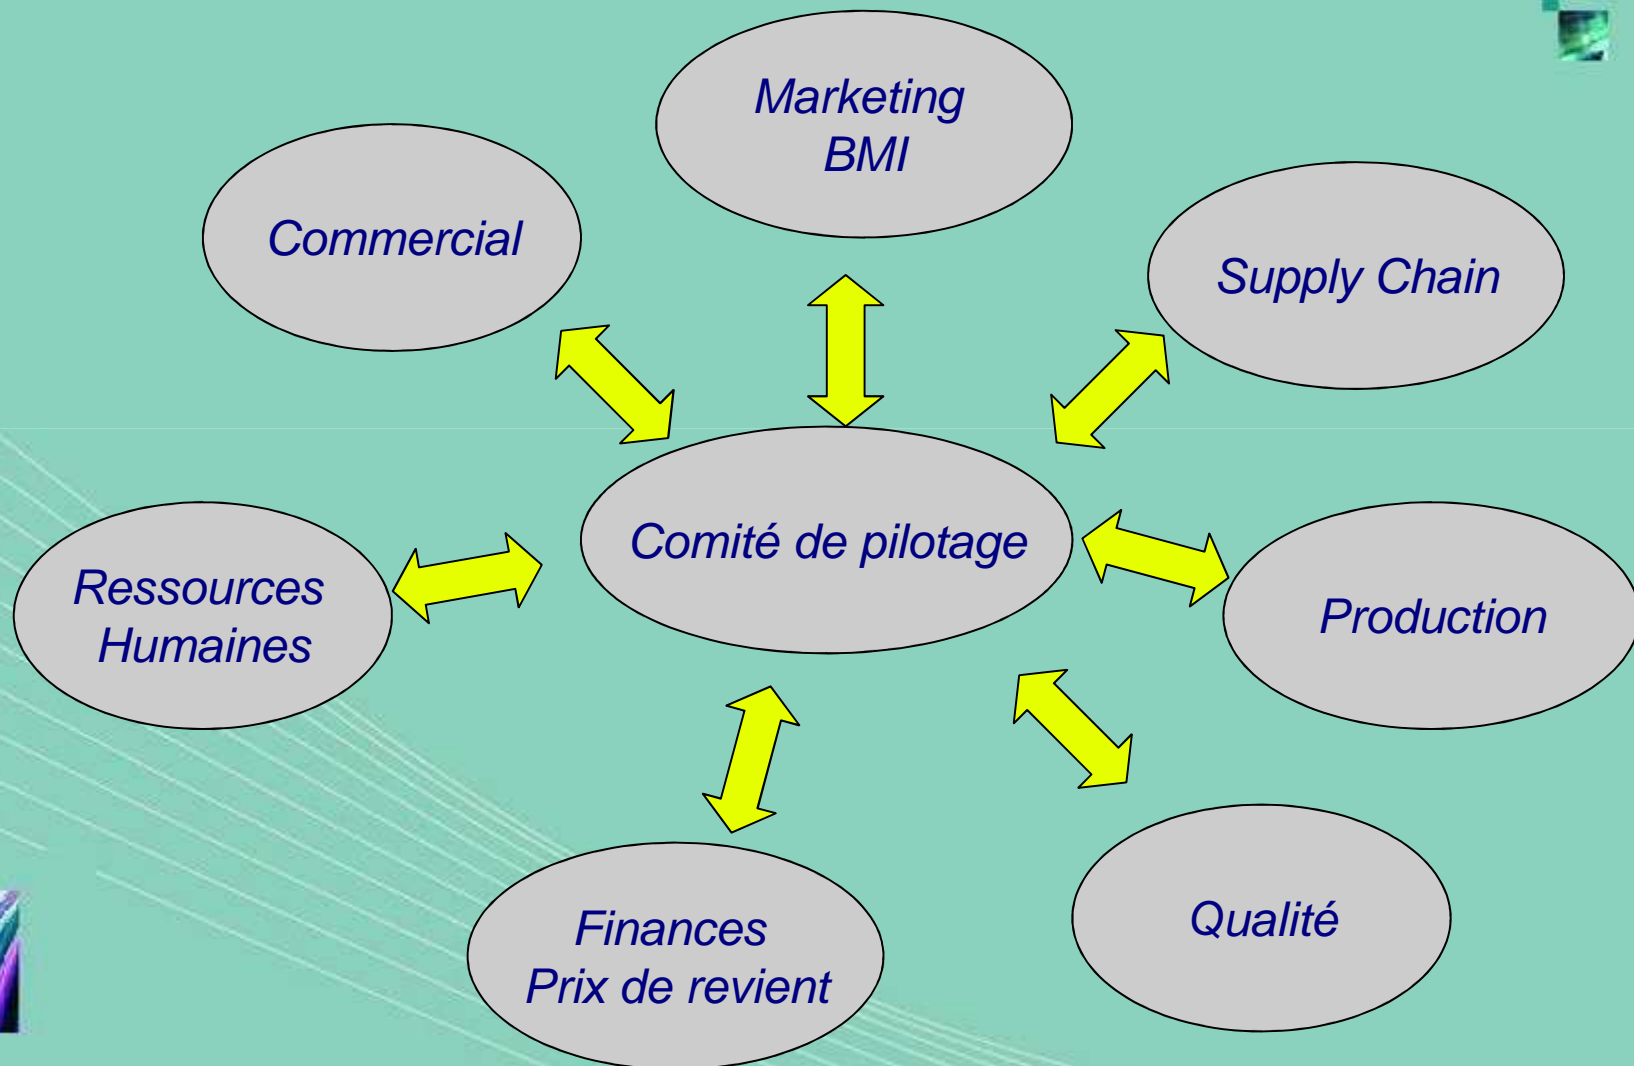 Marketing
BMI
Commercial
Supply Chain
Comité de pilotage
Ressources
Humaines
Production
Finances
Prix de revient
Qualité